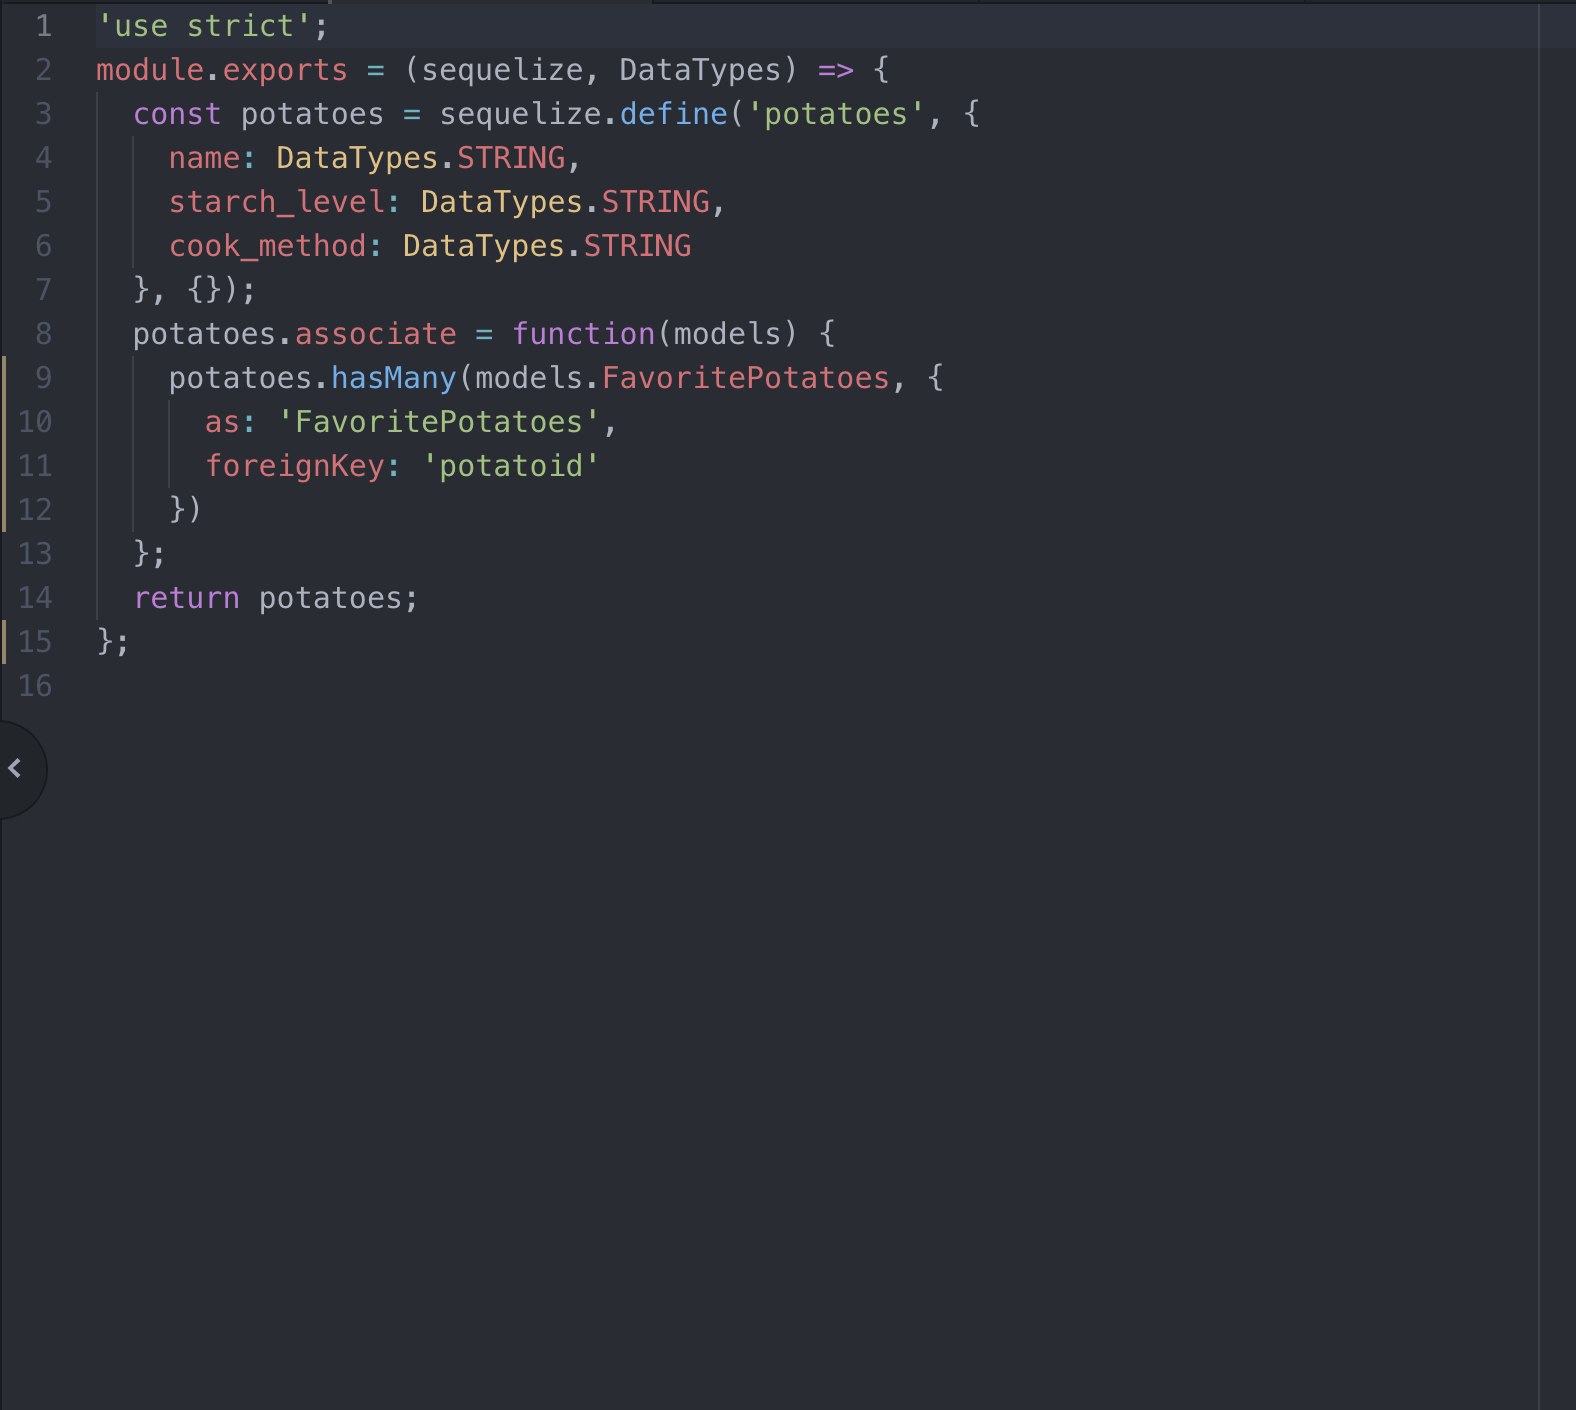 1 'use strict';
2 module.exports = (sequelize, DataTypes) => {
3   const potatoes = sequelize.define('potatoes', {
4     name: DataTypes.STRING,
5     starch_level: DataTypes.STRING,
6     cook_method: DataTypes.STRING
7   }, {});
8   potatoes.associate = function(models) {
9     potatoes.hasMany(models.FavoritePotatoes, {
10       as: 'FavoritePotatoes',
11       foreignKey: 'potatoid'
12     })
13   };
14   return potatoes;
15 };
16